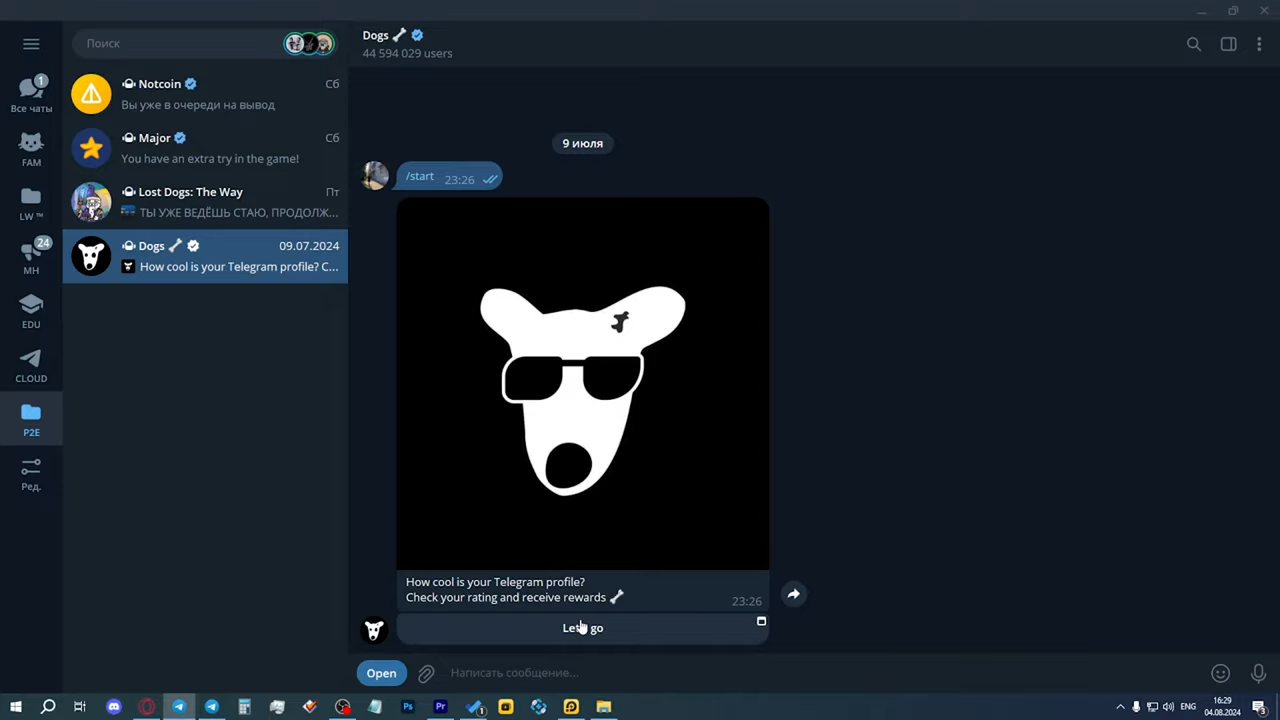 Поиск
Все чаты
1
FAM
LW ™
24
MH
EDU
CLOUD
P2E
Ред.
Notcoin
Сб
Вы уже в очереди на вывод
Major
Сб
You have an extra try in the game!
Lost Dogs: The Way
Пт
ТЫ УЖЕ ВЕДЁШЬ СТАЮ, ПРОДОЛЖ...
Dogs 🦴
09.07.2024
How cool is your Telegram profile? C...
Dogs 🦴
44 594 029 users
9 июля
/start 23:26
How cool is your Telegram profile?
Check your rating and receive rewards 🦴
23:26
go
Open
Написать сообщение...
ENG
16:29
04.08.2024